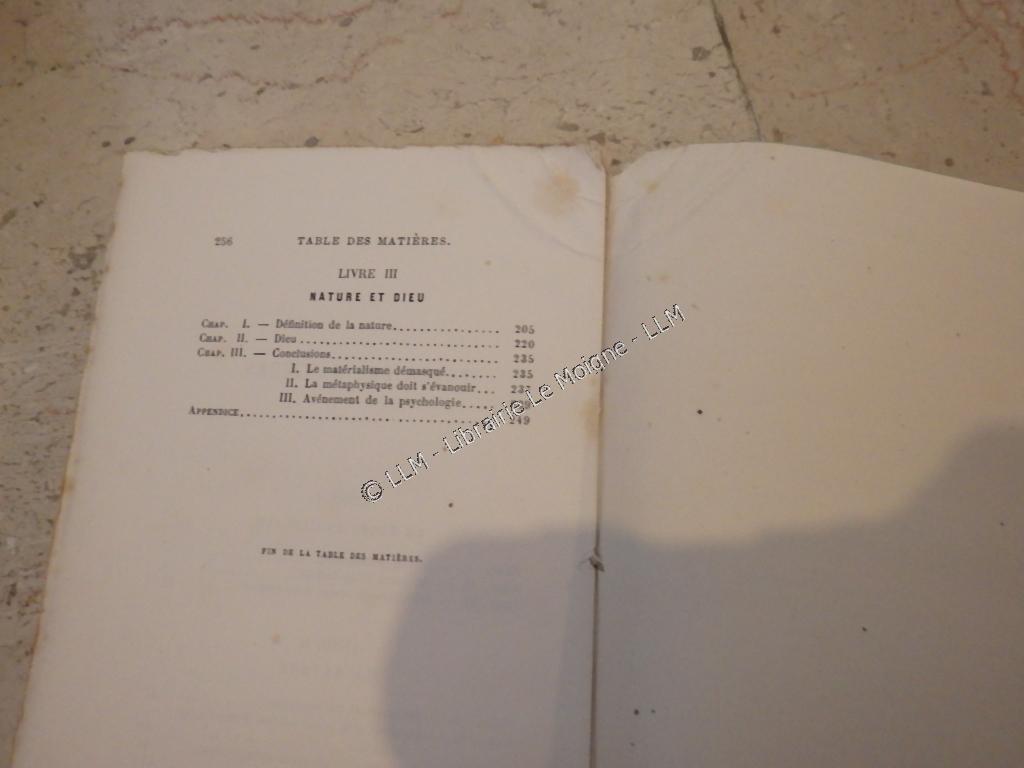 256 TABLE DES MATIÈRES.
LIVRE III
NATURE ET DIEU
CHAP. I. — Définition de la nature.................. 205
CHAP. II. — Dieu.................................. 220
CHAP. III. — Conclusions............................ 235
I. Le matérialisme démasqué......... 235
II. La métaphysique doit s'évanouir...
III. Avénement de la psychologie.....
APPENDICE........................................ 249
FIN DE LA TABLE DES MATIÈRES.
© LLM - Librairie Le Moigne - LLM